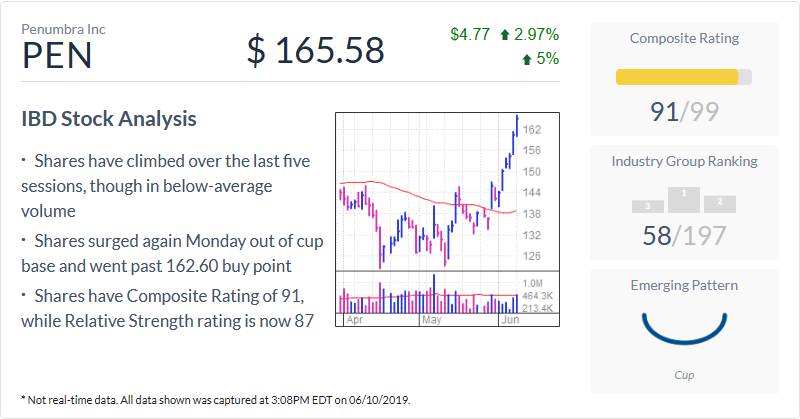 Penumbra Inc
PEN
$ 165.58
$4.77 2.97%
5%
IBD Stock Analysis
· Shares have climbed over the last five
sessions, though in below-average
volume
· Shares surged again Monday out of cup
base and went past 162.60 buy point
· Shares have Composite Rating of 91,
while Relative Strength rating is now 87
162
156
150
144
138
132
126
1.0M
464.3K
213.4K
Apr May Jun
Composite Rating
91/99
Industry Group Ranking
3 1 2
58/197
Emerging Pattern
Cup
* Not real-time data. All data shown was captured at 3:08PM EDT on 06/10/2019.